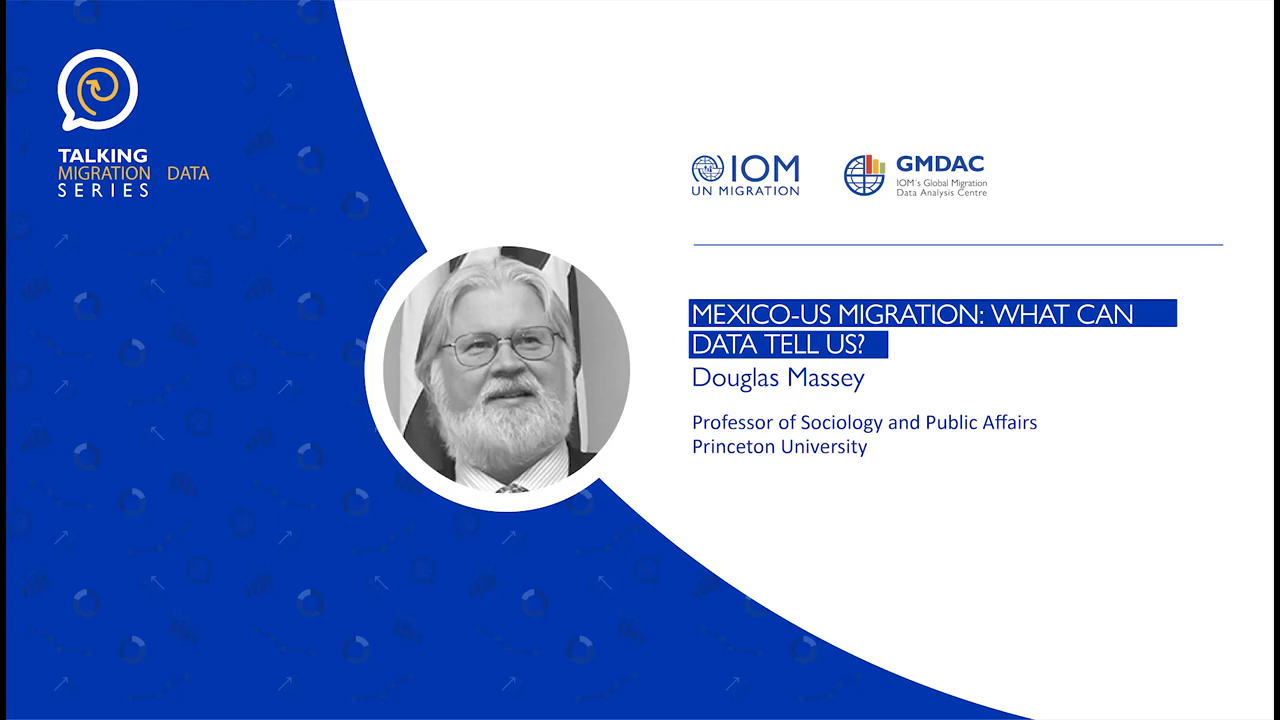 TALKING
MIGRATION DATA
SERIES
IOM
UN MIGRATION
GMDAC
IOM´s Global Migration
Data Analysis Centre
MEXICO-US MIGRATION: WHAT CAN
DATA TELL US?
Douglas Massey
Professor of Sociology and Public Affairs
Princeton University